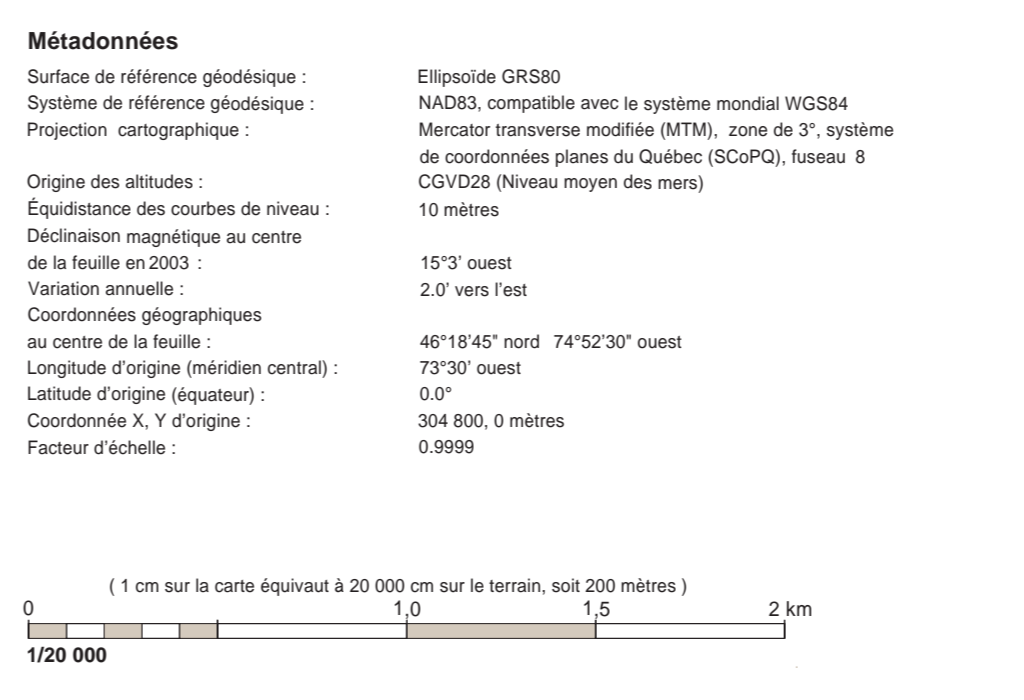 Métadonnées
Surface de référence géodésique : Ellipsoïde GRS80
Système de référence géodésique : NAD83, compatible avec le système mondial WGS84
Projection cartographique : Mercator transverse modifiée (MTM), zone de 3°, système
de coordonnées planes du Québec (SCoPQ), fuseau 8
Origine des altitudes : CGVD28 (Niveau moyen des mers)
Équidistance des courbes de niveau : 10 mètres
Déclinaison magnétique au centre
de la feuille en 2003 : 15°3' ouest
Variation annuelle : 2.0' vers l'est
Coordonnées géographiques
au centre de la feuille : 46°18'45" nord 74°52'30" ouest
Longitude d'origine (méridien central) : 73°30' ouest
Latitude d'origine (équateur) : 0.0°
Coordonnée X, Y d'origine : 304 800, 0 mètres
Facteur d'échelle : 0.9999
( 1 cm sur la carte équivaut à 20 000 cm sur le terrain, soit 200 mètres )
0 1,0 1,5 2 km
1/20 000